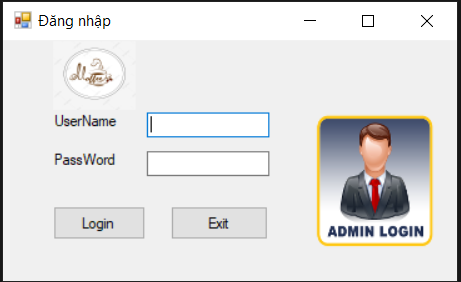 Đăng nhập
UserName
PassWord
Login
Exit
ADMIN LOGIN